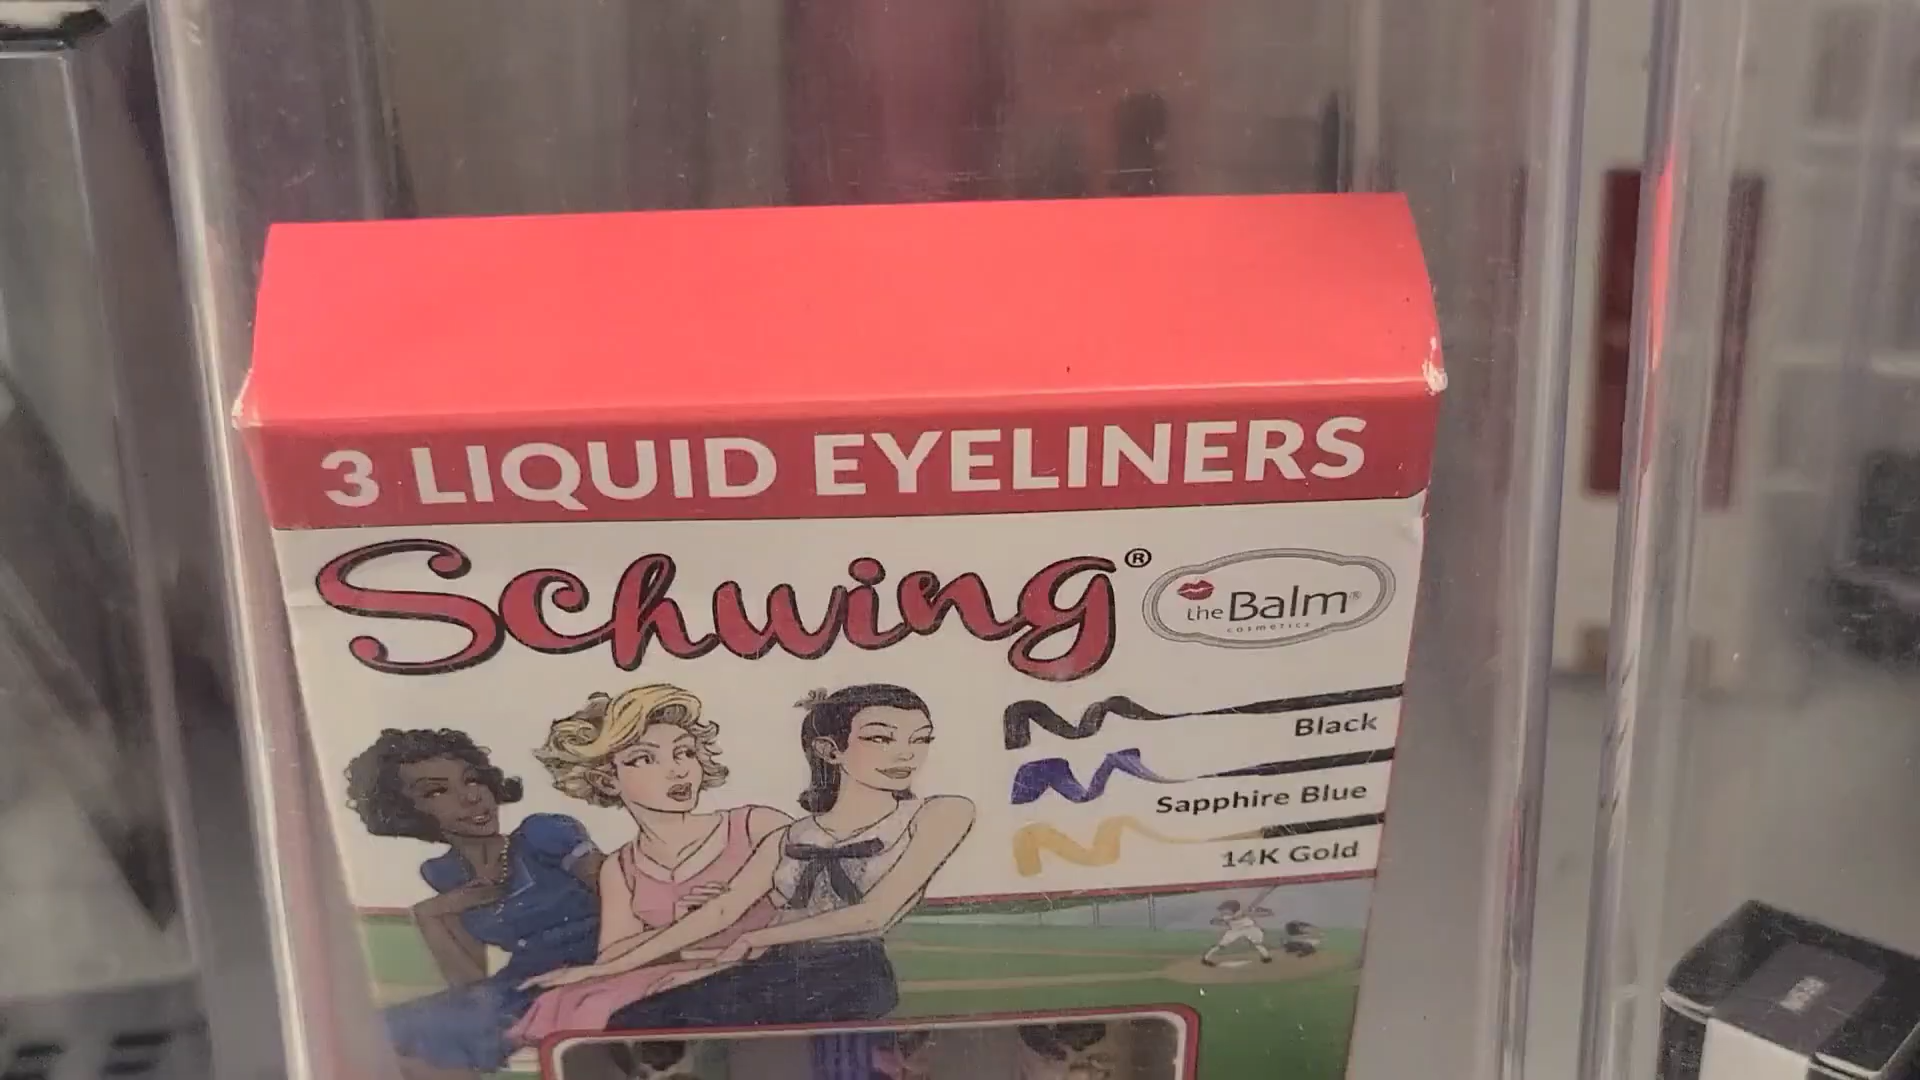 3 LIQUID EYELINERS
Schwing®
theBalm®
cosmetics
Black
Sapphire Blue
14K Gold